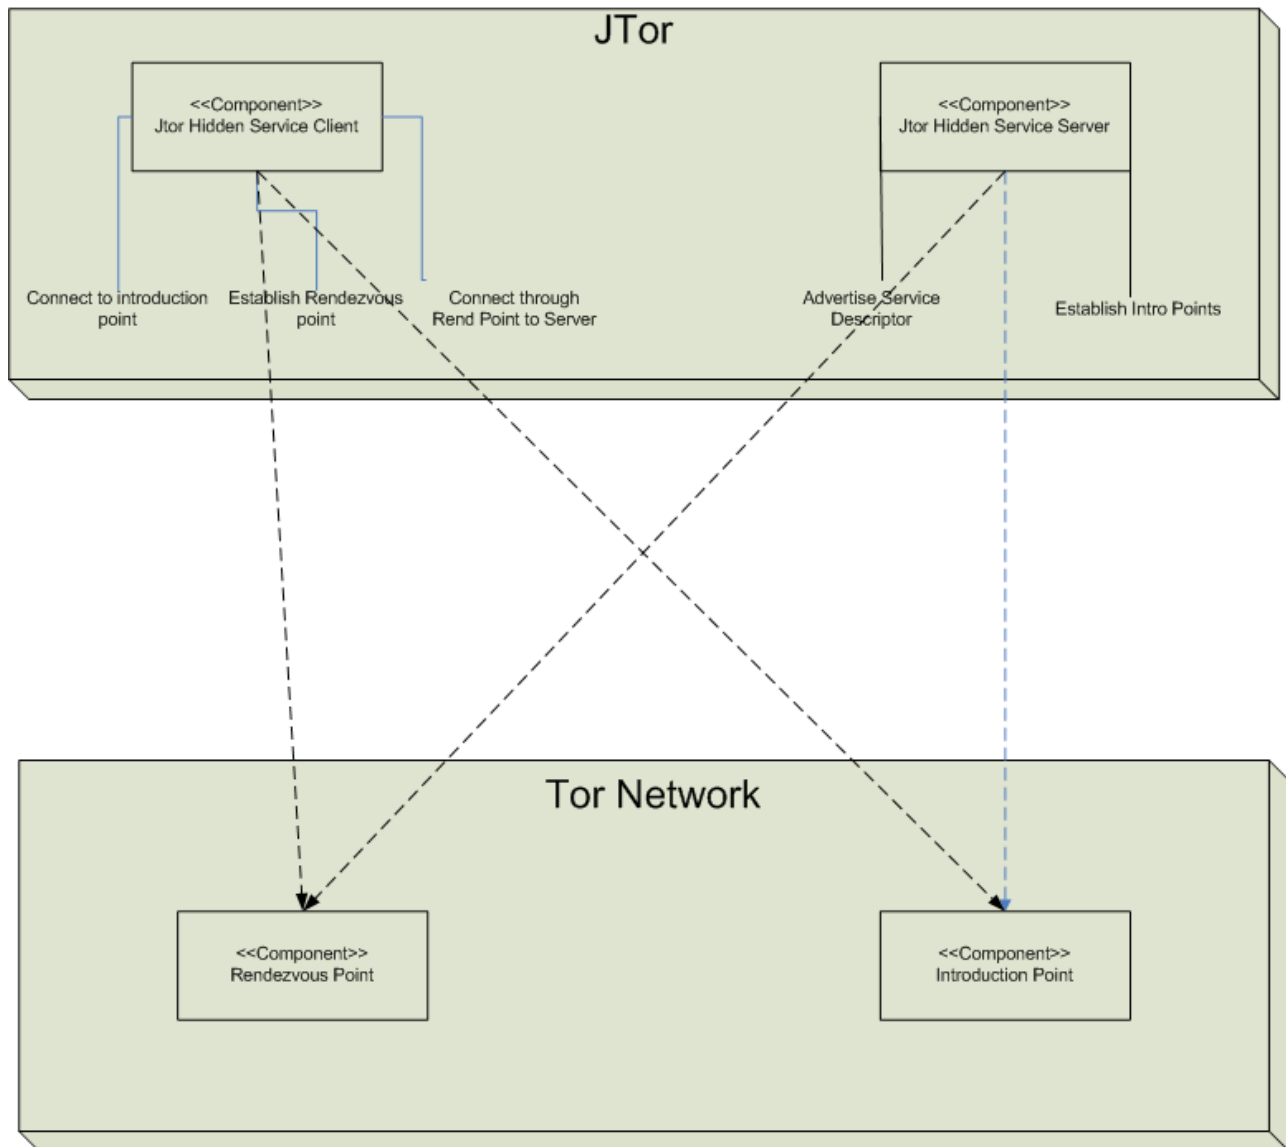 JTor
<<Component>>
Jtor Hidden Service Client
<<Component>>
Jtor Hidden Service Server
Connect to introduction
point
Establish Rendezvous
point
Connect through
Rend Point to Server
Advertise Service
Descriptor
Establish Intro Points
Tor Network
<<Component>>
Rendezvous Point
<<Component>>
Introduction Point